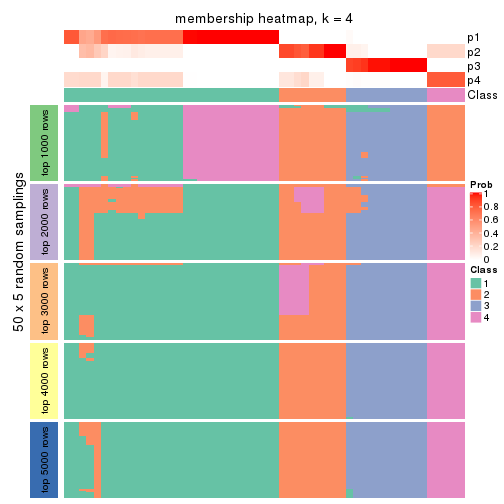 membership heatmap, k = 4
p1
p2
p3
p4
Class
50 x 5 random samplings
top 1000 rows
top 2000 rows
top 3000 rows
top 4000 rows
top 5000 rows
Prob
1
0.8
0.6
0.4
0.2
0
Class
1
2
3
4